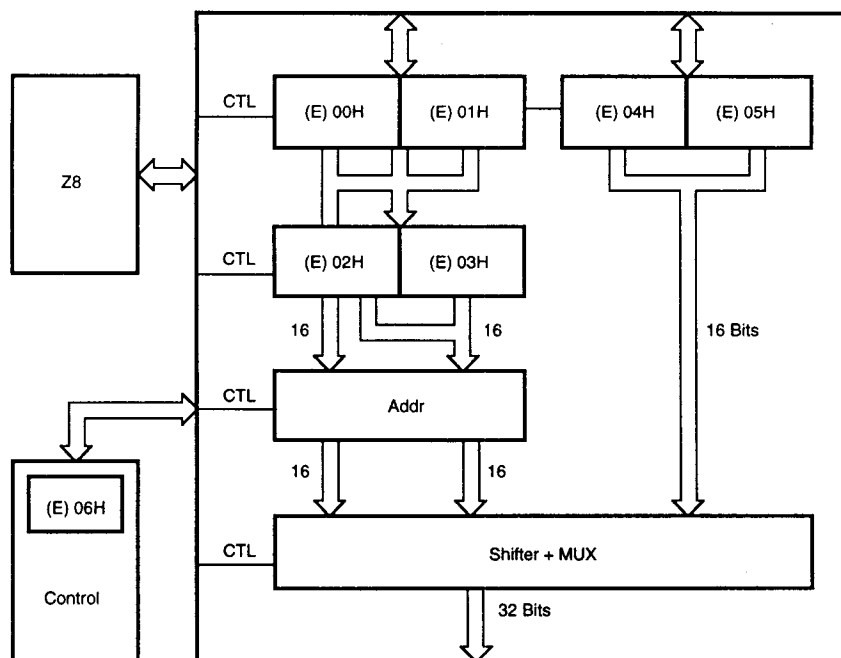 CTL
(E) 00H
(E) 01H
(E) 04H
(E) 05H
Z8
CTL
(E) 02H
(E) 03H
16
16
16 Bits
CTL
Addr
16
16
(E) 06H
CTL
Shifter + MUX
Control
32 Bits